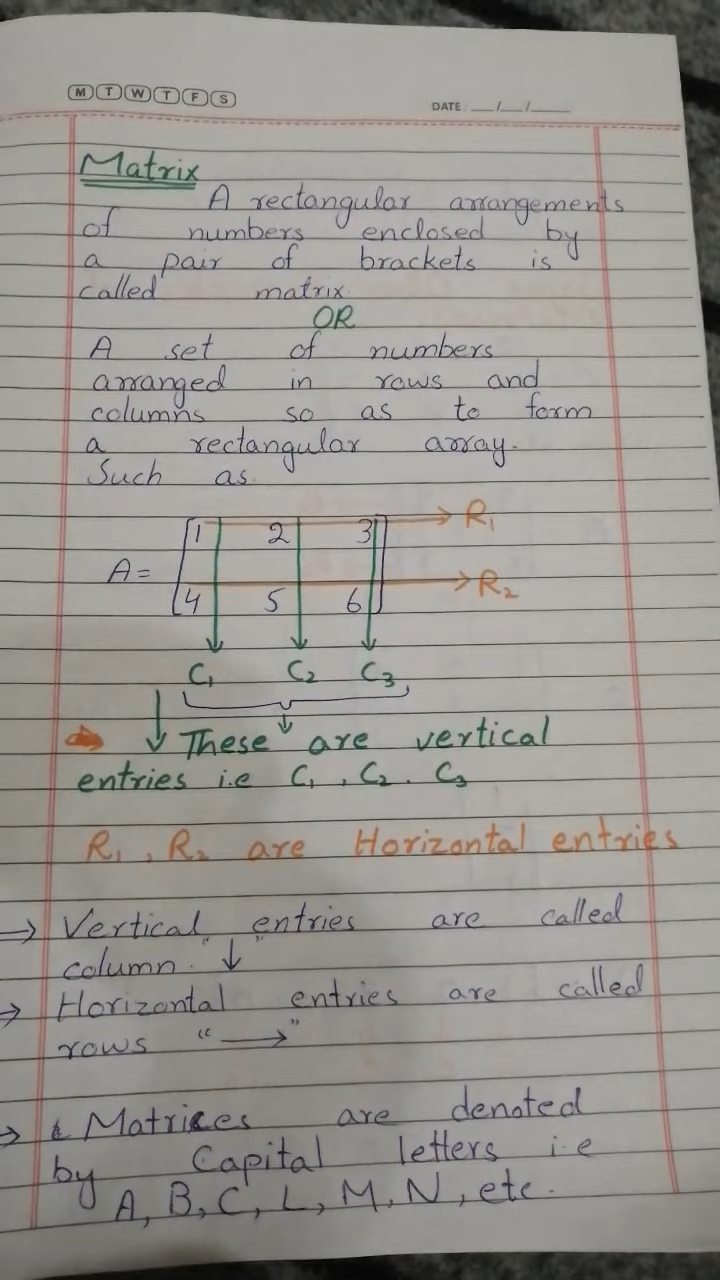 M T W T F S
DATE: __/__/____
Matrix
A rectangular arrangements
of numbers enclosed by
a pair of brackets is
called matrix.
OR
A set of numbers
arranged in rows and
columns so as to form
a rectangular array.
Such as.
1 2 3 → R₁
A=
4 5 6 → R₂
C₁ C₂ C₃
↓ These are vertical
entries i.e C₁, C₂. C₃
R₁, R₂ are Horizontal entries
→ Vertical entries are called
column. "↓"
→ Horizontal entries are called
rows "→"
→ Matrices are denoted
by Capital letters i.e
A, B, C, L, M, N, etc.